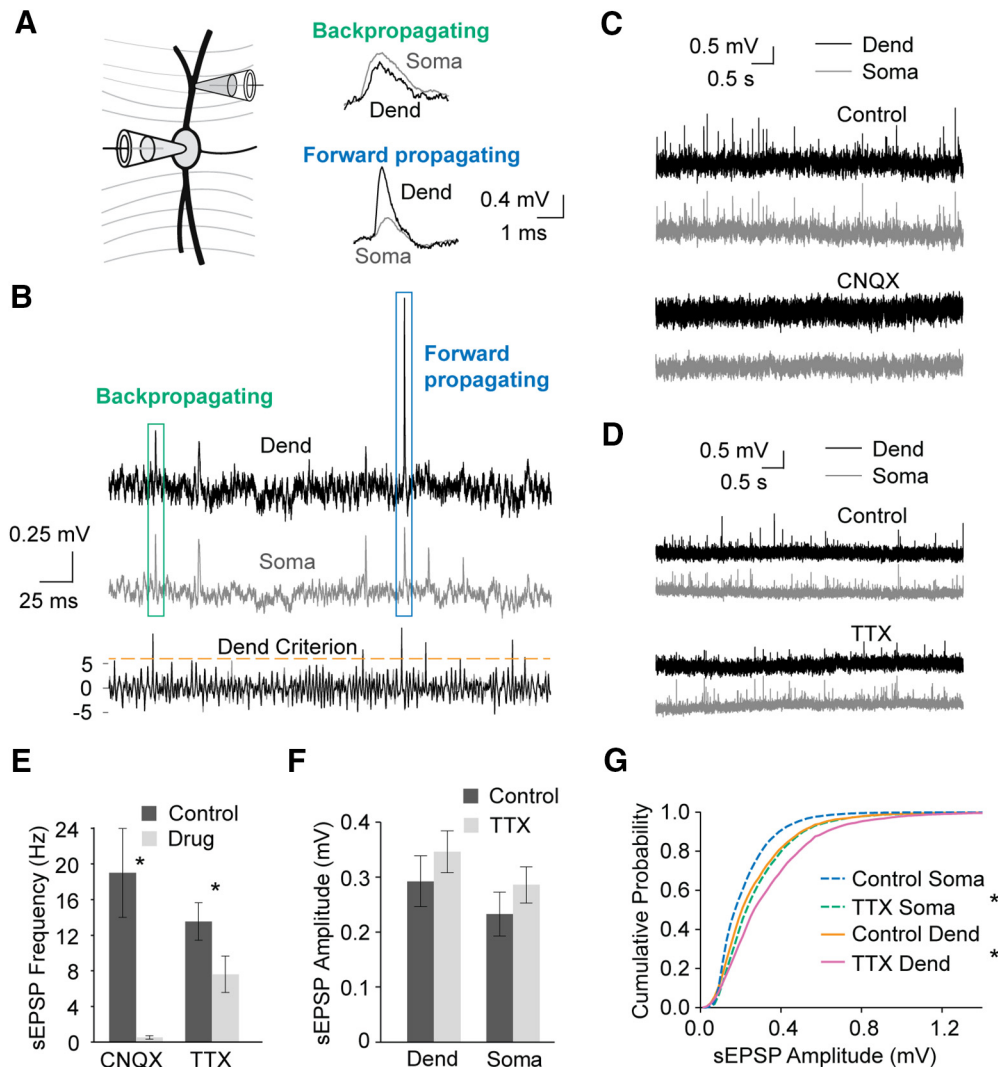 A
Backpropagating
Soma
Dend
Forward propagating
Dend
Soma
0.4 mV
1 ms
B
Backpropagating
Forward
propagating
Dend
0.25 mV
25 ms
Soma
Dend Criterion
5
0
-5
C
0.5 mV
0.5 s
Dend
Soma
Control
CNQX
D
0.5 mV
0.5 s
Dend
Soma
Control
TTX
E
Control
Drug
sEPSP Frequency (Hz)
24
20
16
12
8
4
0
*
*
CNQX
TTX
F
Control
TTX
sEPSP Amplitude (mV)
0.4
0.3
0.2
0.1
0
Dend
Soma
G
Cumulative Probability
1.0
0.8
0.6
0.4
0.2
0.0
Control Soma
TTX Soma
*
Control Dend
TTX Dend
*
0.0
0.4
0.8
1.2
sEPSP Amplitude (mV)